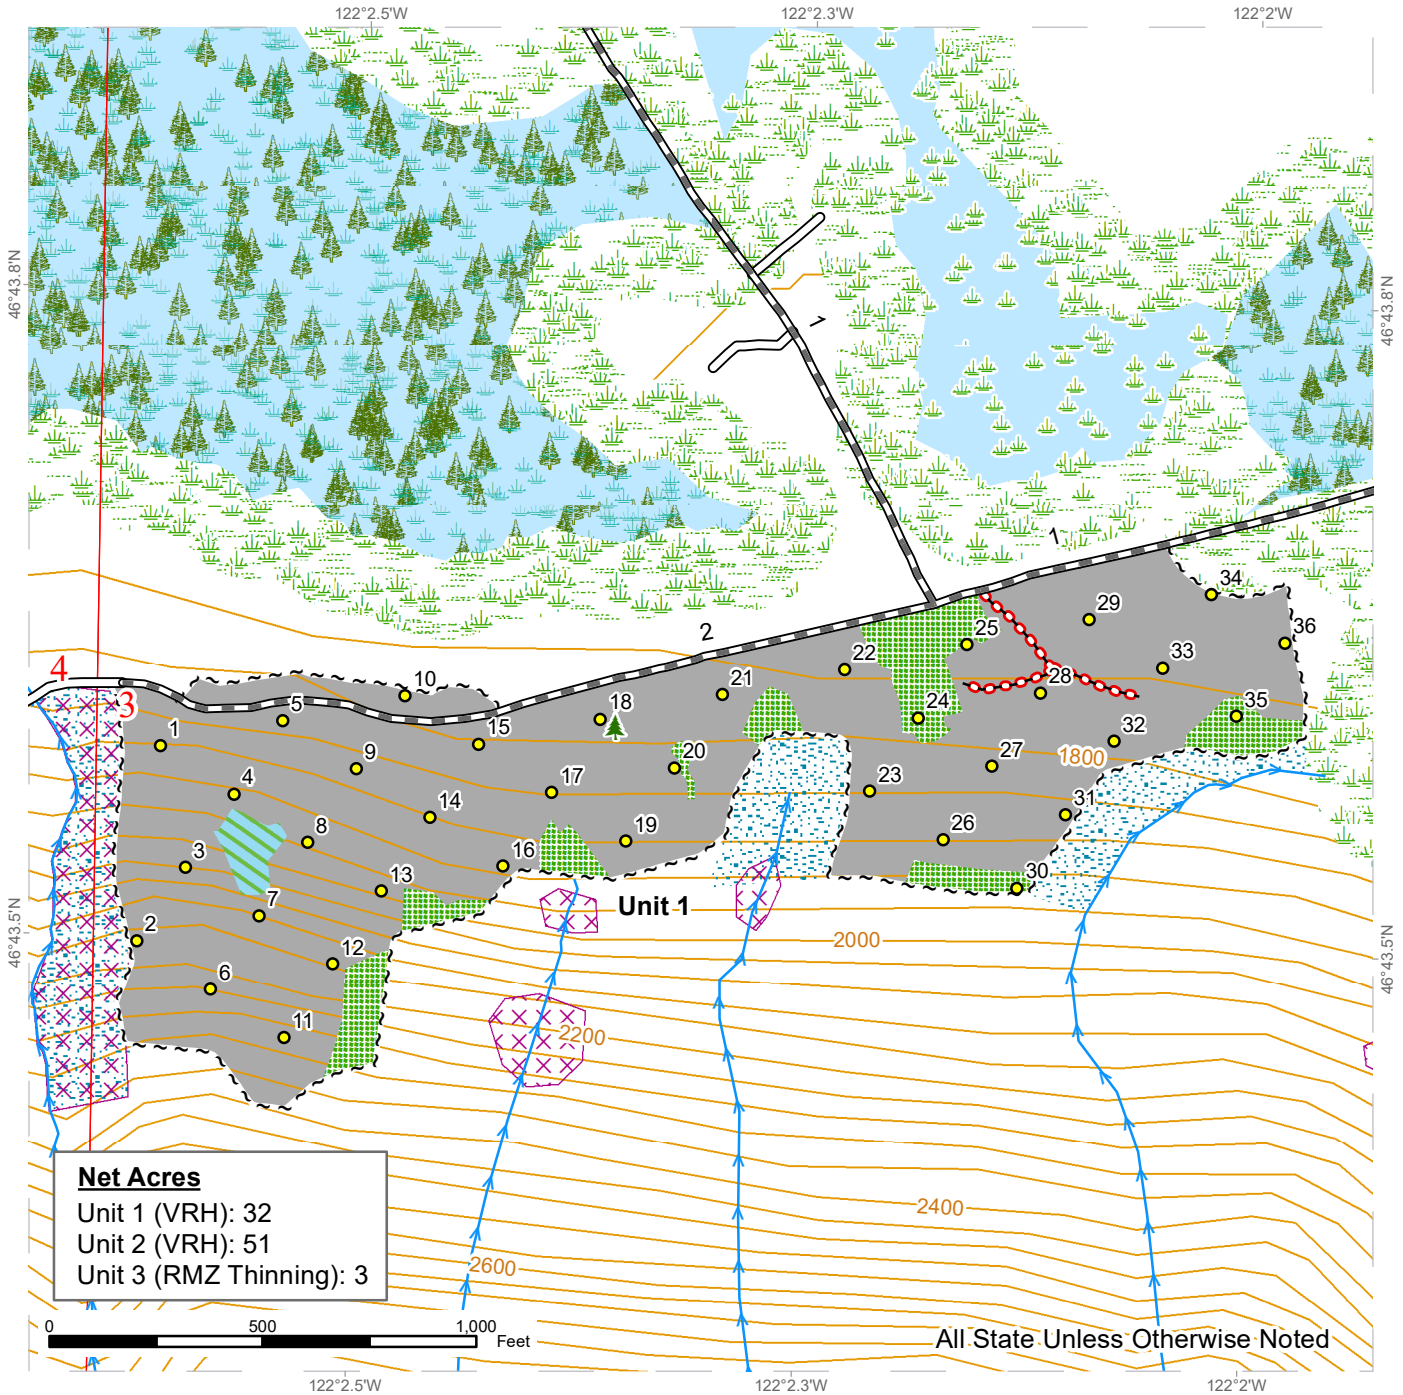 122°2.5'W
122°2.3'W
122°2'W
46°43.8'N
46°43.8'N
1
1
2
4
3
34
29
36
25
33
22
28
10
21
24
35
5
18
15
1
32
20
27
1800
9
17
4
23
31
14
8
19
26
3
16
13
30
Unit 1
7
2
2000
12
6
11
2200
46°43.5'N
46°43.5'N
Net Acres
Unit 1 (VRH): 32
Unit 2 (VRH): 51
Unit 3 (RMZ Thinning): 3
2400
2600
0 500 1,000
Feet
All State Unless Otherwise Noted
122°2.5'W
122°2.3'W
122°2'W